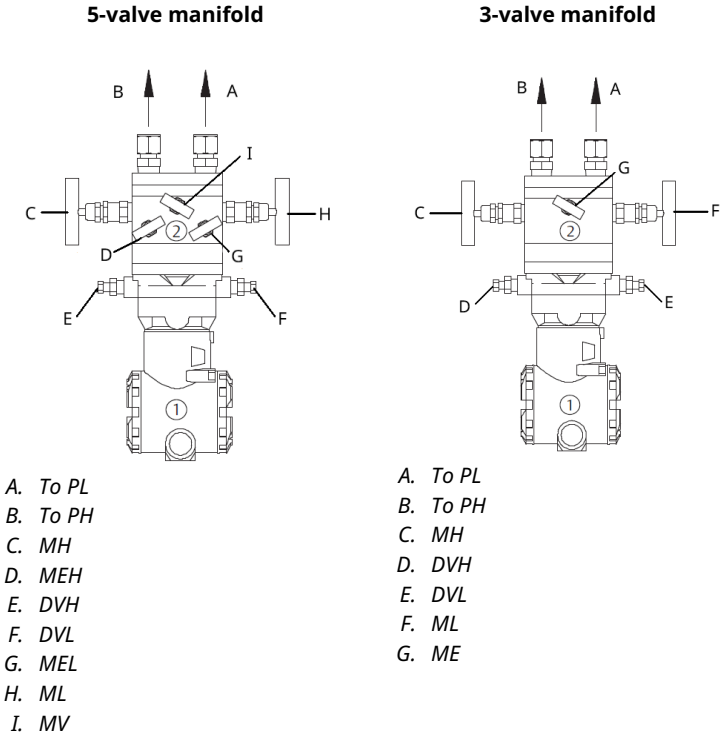 5-valve manifold
3-valve manifold
B
A
I
C
H
2
D
G
E
F
1
B
A
G
C
F
2
D
E
1
A. To PL
B. To PH
C. MH
D. MEH
E. DVH
F. DVL
G. MEL
H. ML
I. MV
A. To PL
B. To PH
C. MH
D. DVH
E. DVL
F. ML
G. ME